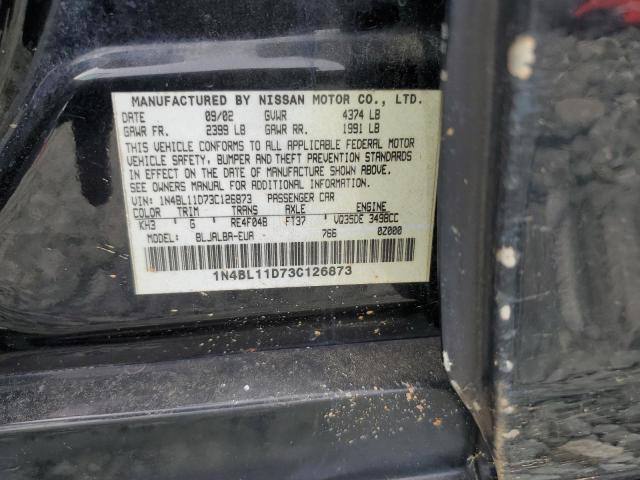 MANUFACTURED BY NISSAN MOTOR CO., LTD.
DATE 09/02 GVWR 4374 LB
GAWR FR. 2399 LB GAWR RR. 1991 LB
THIS VEHICLE CONFORMS TO ALL APPLICABLE FEDERAL MOTOR
VEHICLE SAFETY, BUMPER AND THEFT PREVENTION STANDARDS
IN EFFECT ON THE DATE OF MANUFACTURE SHOWN ABOVE.
SEE OWNERS MANUAL FOR ADDITIONAL INFORMATION.
VIN: 1N4BL11D73C126873 PASSENGER CAR
COLOR TRIM TRANS AXLE ENGINE
KH3 G RE4F04B FT37 VQ35DE 3498CC
MODEL: BLJALBA-EUA 766 0Z000
1N4BL11D73C126873